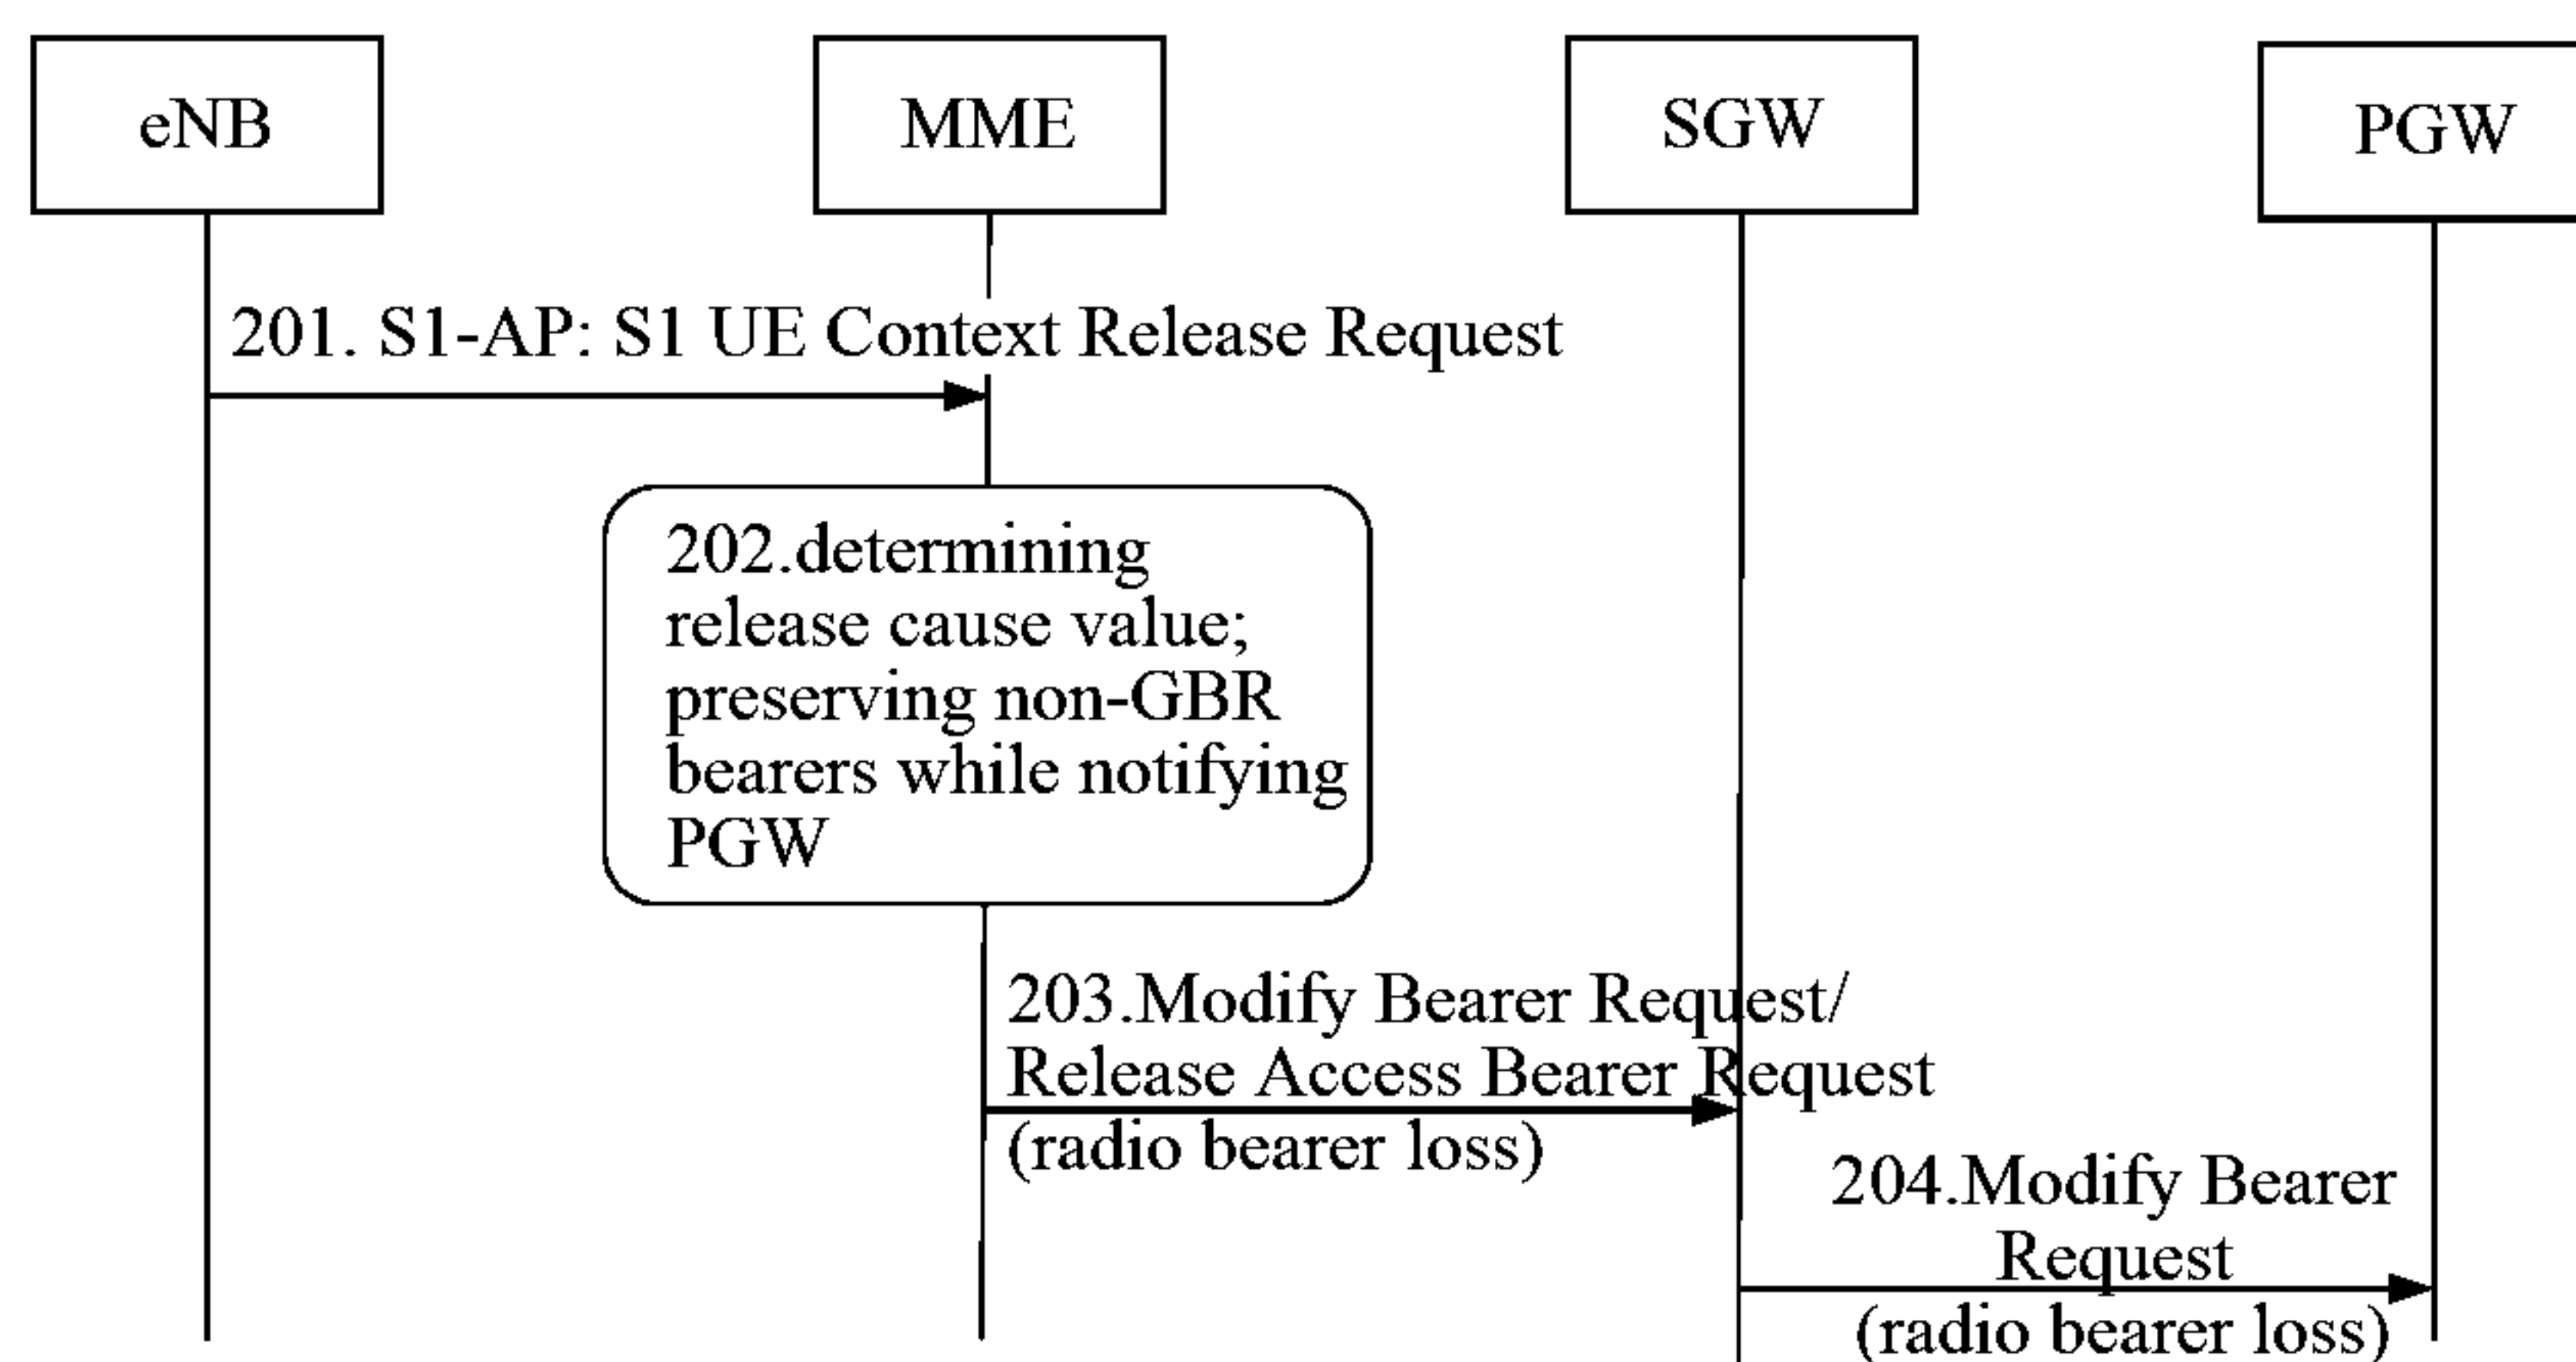 eNB
MME
SGW
PGW
201. S1-AP: S1 UE Context Release Request
202.determining
release cause value;
preserving non-GBR
bearers while notifying
PGW
203.Modify Bearer Request/
Release Access Bearer Request
(radio bearer loss)
204.Modify Bearer
Request
(radio bearer loss)